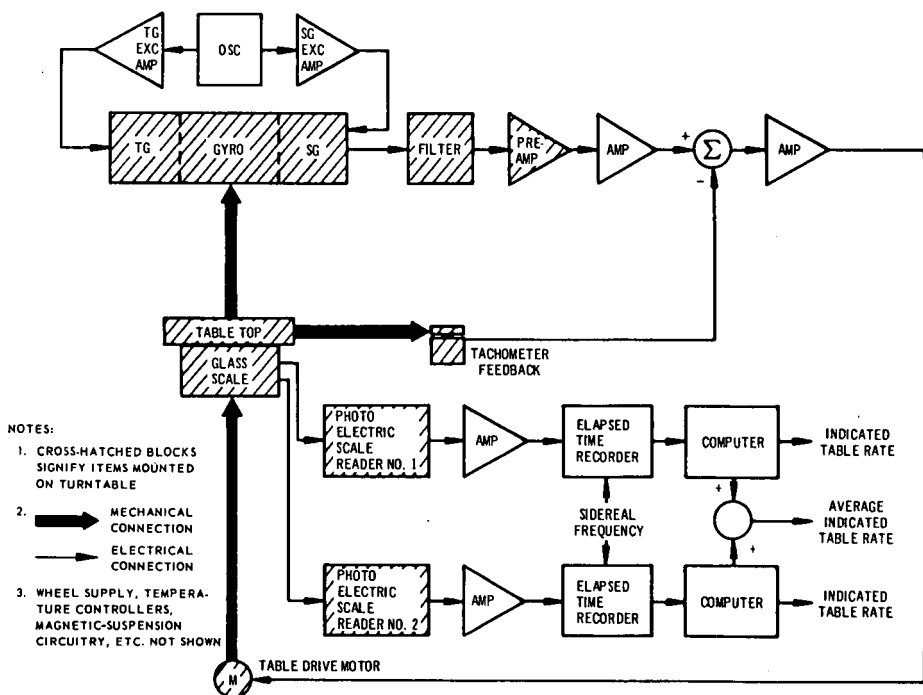 TG
EXC
AMP
OSC
SG
EXC
AMP
TG
GYRO
SG
FILTER
PRE-
AMP
AMP
+
Σ
-
AMP
TABLE TOP
GLASS
SCALE
TACHOMETER
FEEDBACK
PHOTO
ELECTRIC
SCALE
READER NO. 1
AMP
ELAPSED
TIME
RECORDER
COMPUTER
INDICATED
TABLE RATE
SIDEREAL
FREQUENCY
+
+
AVERAGE
INDICATED
TABLE RATE
PHOTO
ELECTRIC
SCALE
READER NO. 2
AMP
ELAPSED
TIME
RECORDER
COMPUTER
INDICATED
TABLE RATE
NOTES:
1. CROSS-HATCHED BLOCKS
SIGNIFY ITEMS MOUNTED
ON TURNTABLE
2. MECHANICAL
CONNECTION
ELECTRICAL
CONNECTION
3. WHEEL SUPPLY, TEMPERA-
TURE CONTROLLERS,
MAGNETIC-SUSPENSION
CIRCUITRY, ETC. NOT SHOWN
M
TABLE DRIVE MOTOR